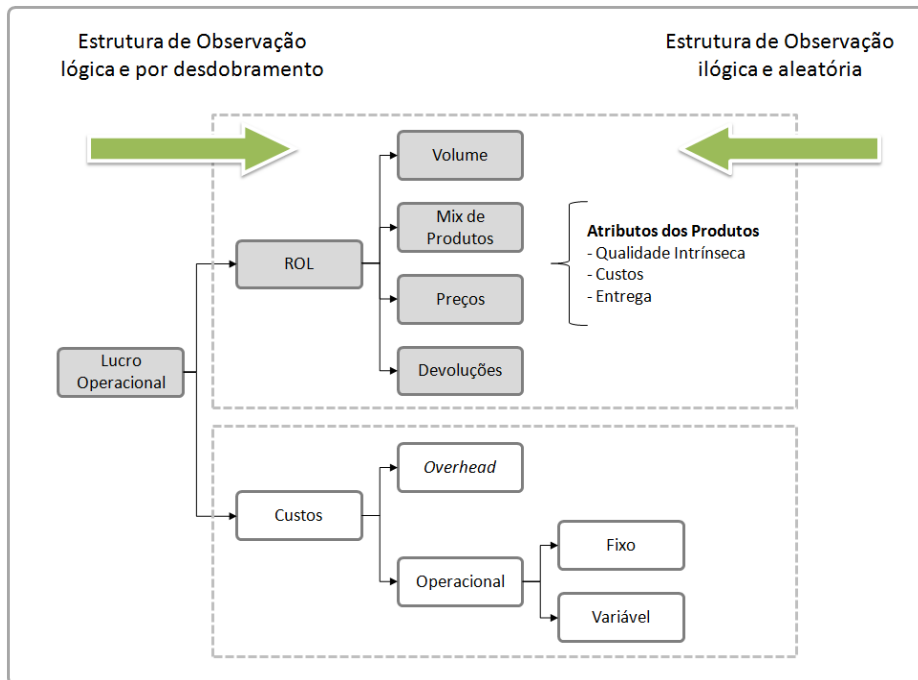 Estrutura de Observação
lógica e por desdobramento
Estrutura de Observação
ilógica e aleatória
Volume
Mix de
Produtos
Atributos dos Produtos
- Qualidade Intrínseca
- Custos
- Entrega
ROL
Preços
Lucro
Operacional
Devoluções
Overhead
Custos
Fixo
Operacional
Variável